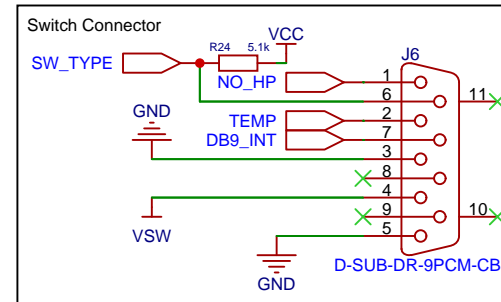 Switch Connector
VCC
R24 5.1k
J6
SW_TYPE
NO_HP
1
6
11
GND
TEMP
2
DB9_INT
7
3
8
4
9
10
VSW
5
GND
D-SUB-DR-9PCM-CB